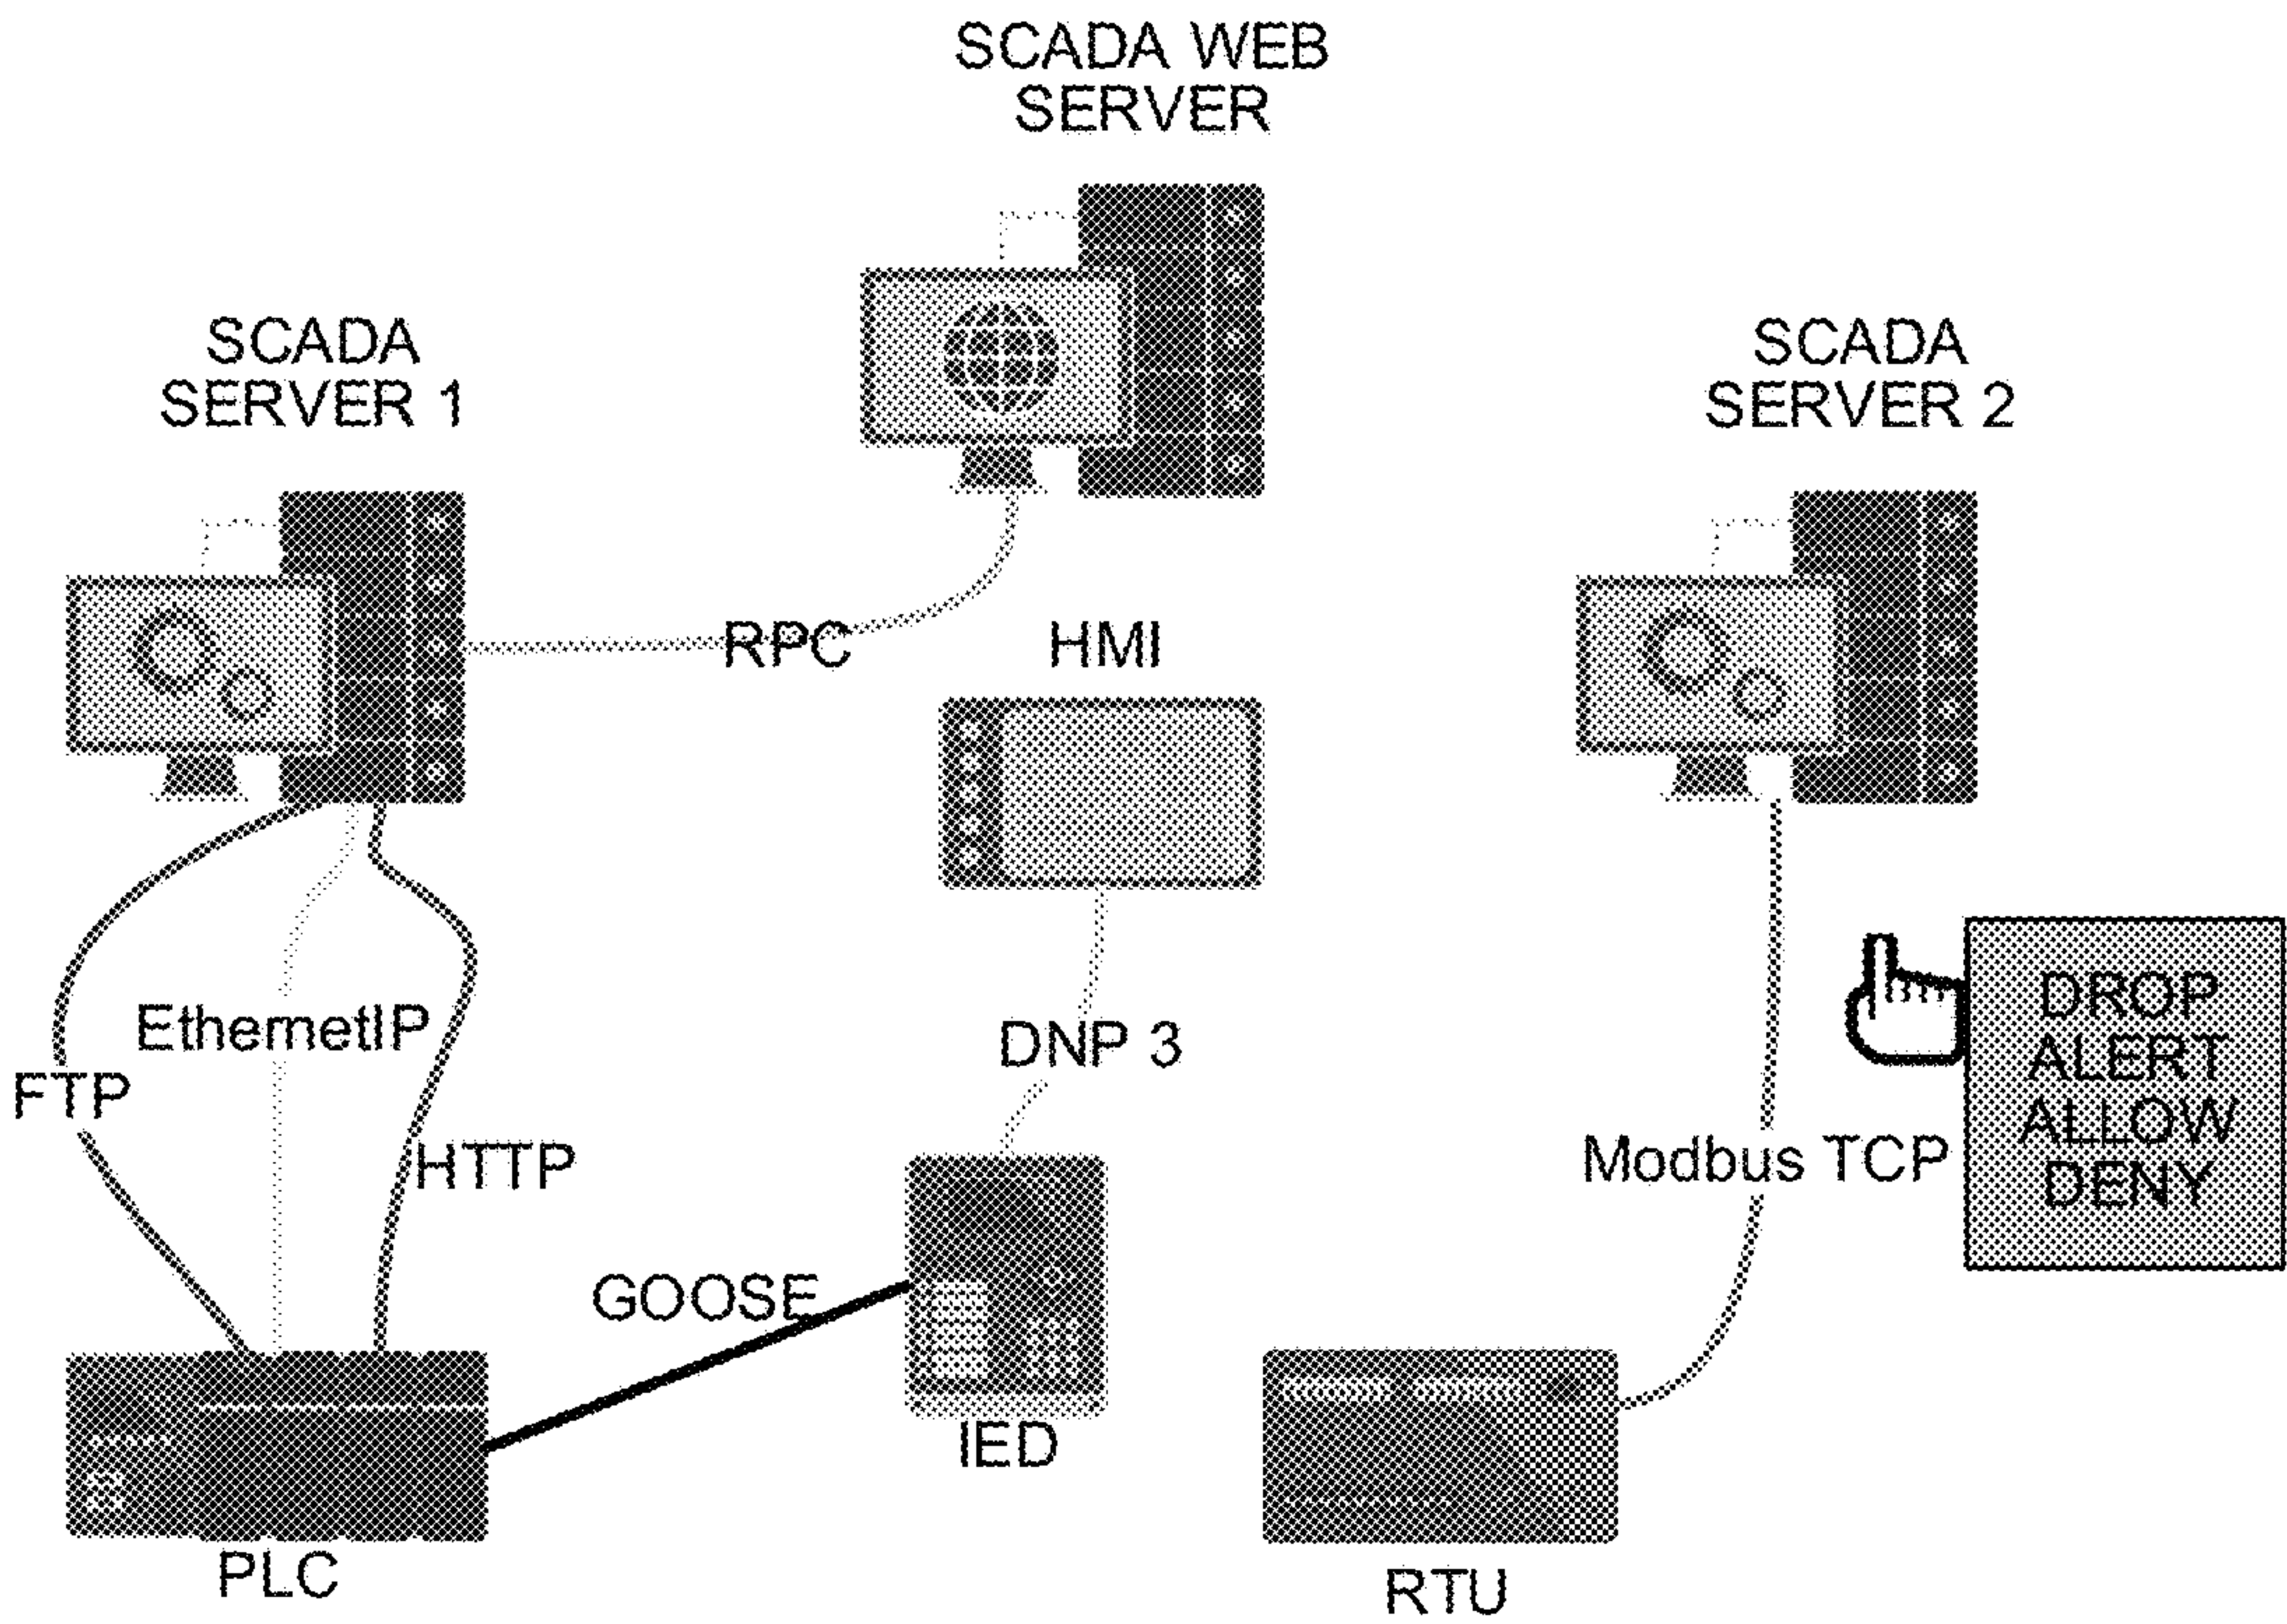 SCADA WEB
SERVER
SCADA
SERVER 1
SCADA
SERVER 2
RPC
HMI
EthernetIP
FTP
HTTP
DNP 3
DROP
ALERT
ALLOW
DENY
Modbus TCP
GOOSE
IED
PLC
RTU